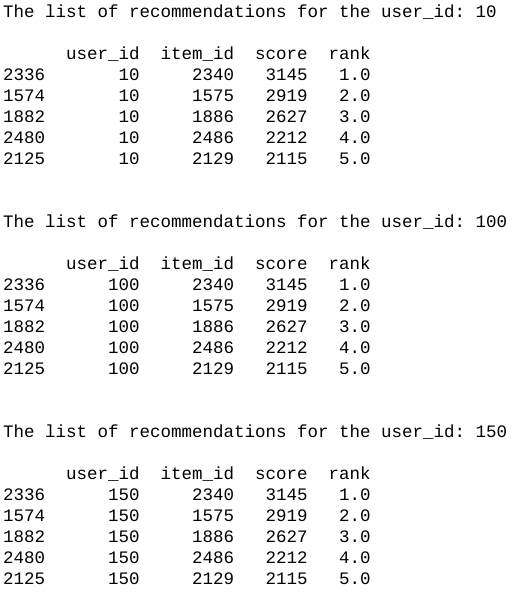 The list of recommendations for the user_id: 10
user_id item_id score rank
2336 10 2340 3145 1.0
1574 10 1575 2919 2.0
1882 10 1886 2627 3.0
2480 10 2486 2212 4.0
2125 10 2129 2115 5.0
The list of recommendations for the user_id: 100
user_id item_id score rank
2336 100 2340 3145 1.0
1574 100 1575 2919 2.0
1882 100 1886 2627 3.0
2480 100 2486 2212 4.0
2125 100 2129 2115 5.0
The list of recommendations for the user_id: 150
user_id item_id score rank
2336 150 2340 3145 1.0
1574 150 1575 2919 2.0
1882 150 1886 2627 3.0
2480 150 2486 2212 4.0
2125 150 2129 2115 5.0